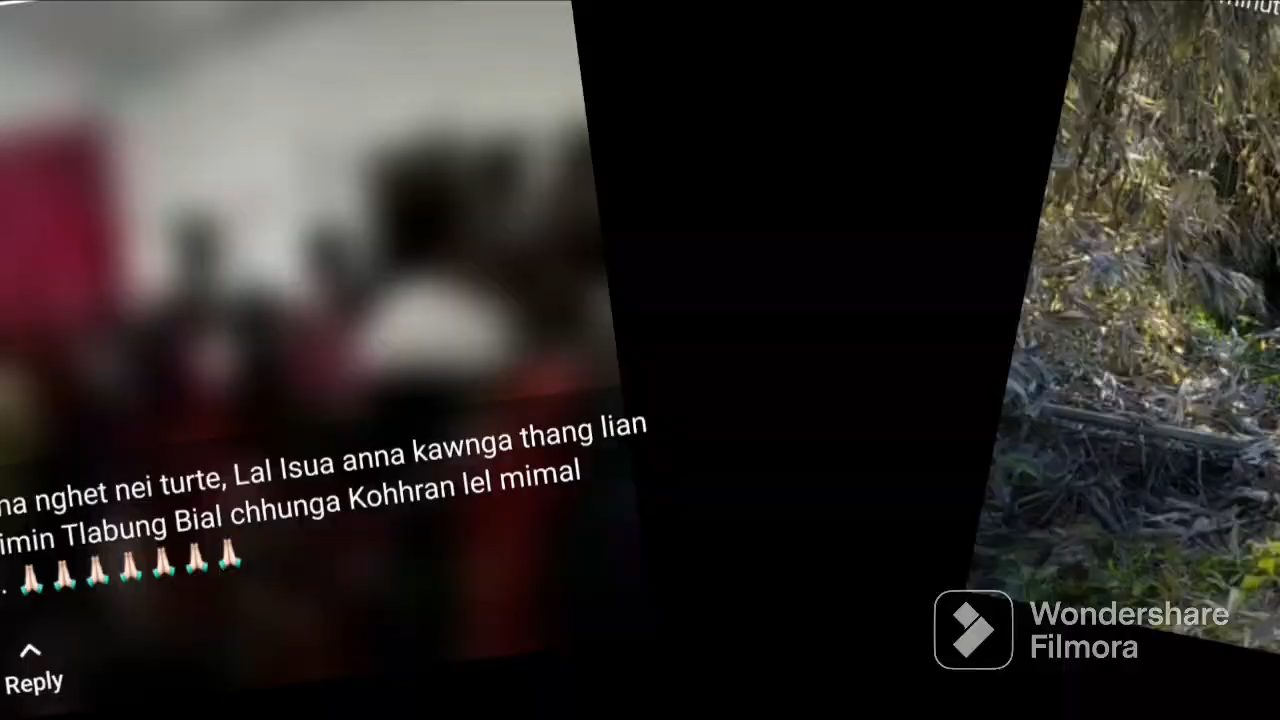 na nghet nei turte, Lal Isua anna kawnga thang lian
imin Tlabung Bial chhunga Kohhran lel mimal
. 🙏🏻🙏🏻🙏🏻🙏🏻🙏🏻🙏🏻🙏🏻
Reply
Wondershare
Filmora